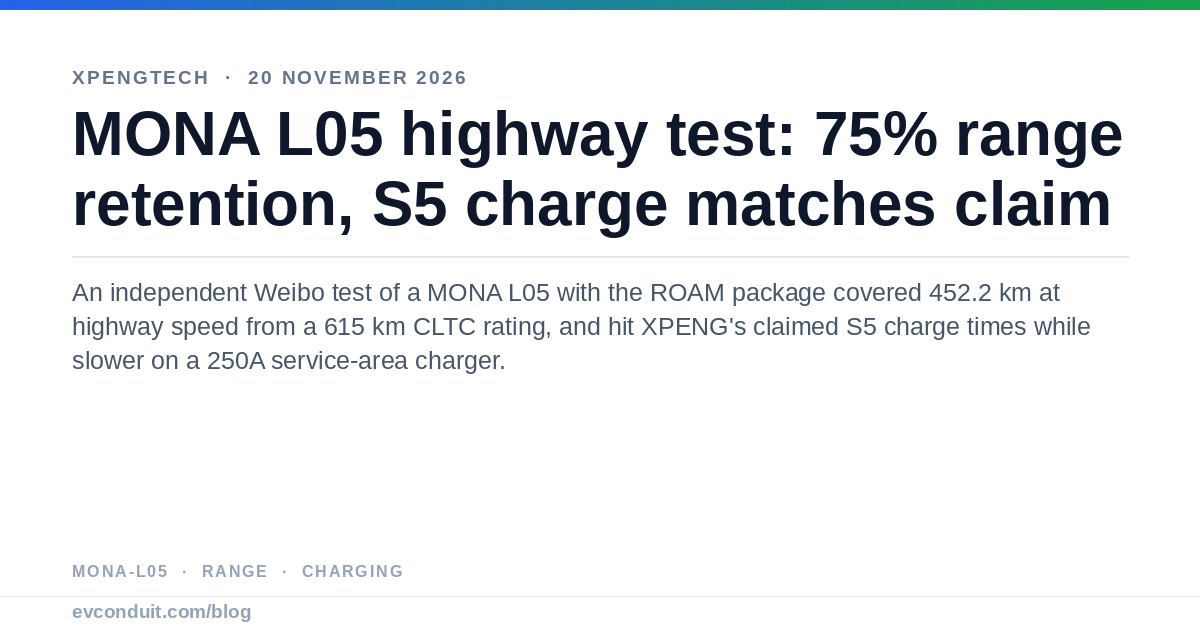 XPENGTECH · 20 NOVEMBER 2026
MONA L05 highway test: 75% range
retention, S5 charge matches claim
An independent Weibo test of a MONA L05 with the ROAM package covered 452.2 km at
highway speed from a 615 km CLTC rating, and hit XPENG's claimed S5 charge times while
slower on a 250A service-area charger.
MONA-L05 · RANGE · CHARGING
evconduit.com/blog